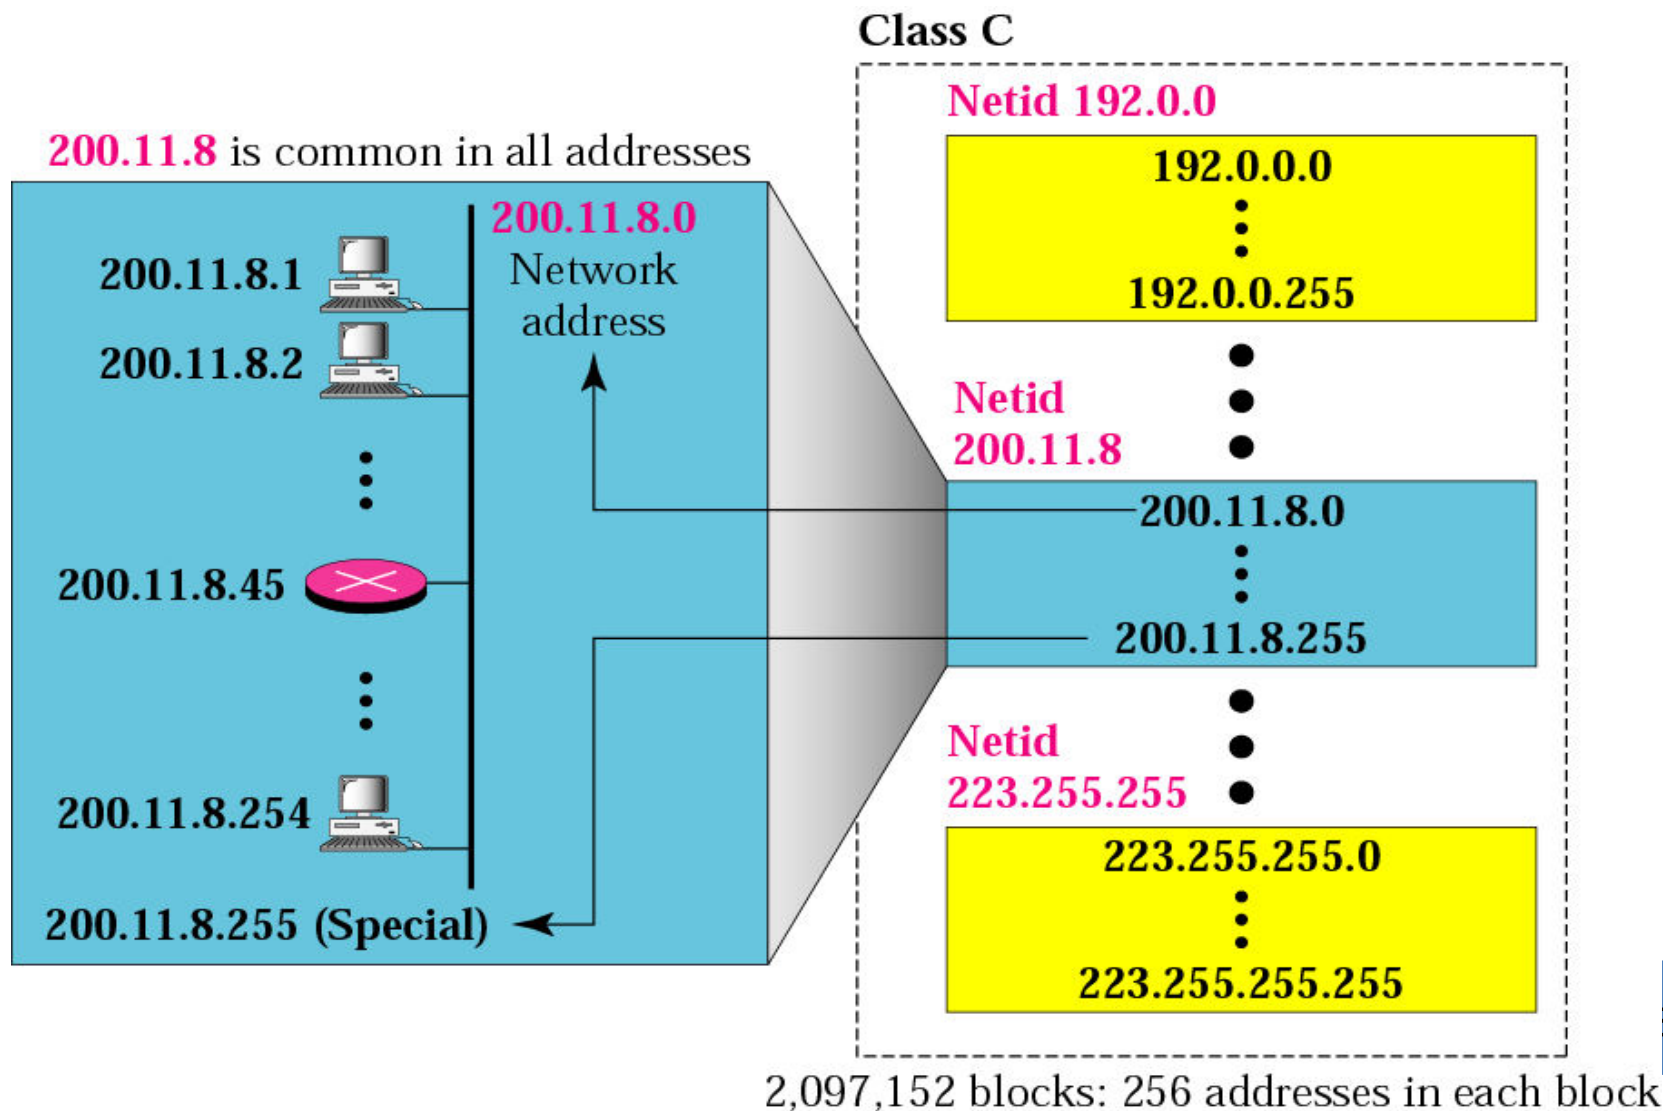 Class C
Netid 192.0.0
192.0.0.0
192.0.0.255
Netid
200.11.8
200.11.8.0
200.11.8.255
Netid
223.255.255
223.255.255.0
223.255.255.255
2,097,152 blocks: 256 addresses in each block
200.11.8 is common in all addresses
200.11.8.0
Network
address
200.11.8.1
200.11.8.2
200.11.8.45
200.11.8.254
200.11.8.255 (Special)